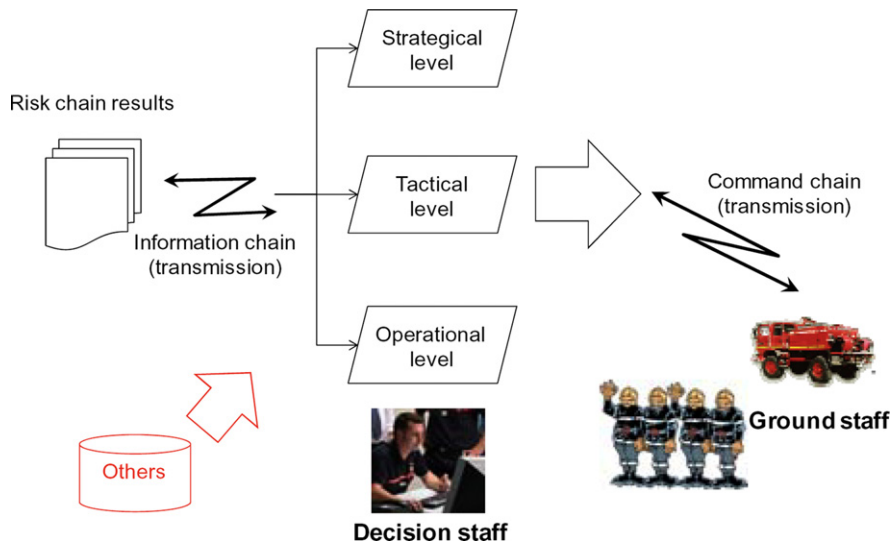 Strategical
level
Risk chain results
Tactical
level
Information chain
(transmission)
Command chain
(transmission)
Operational
level
Ground staff
Others
Decision staff